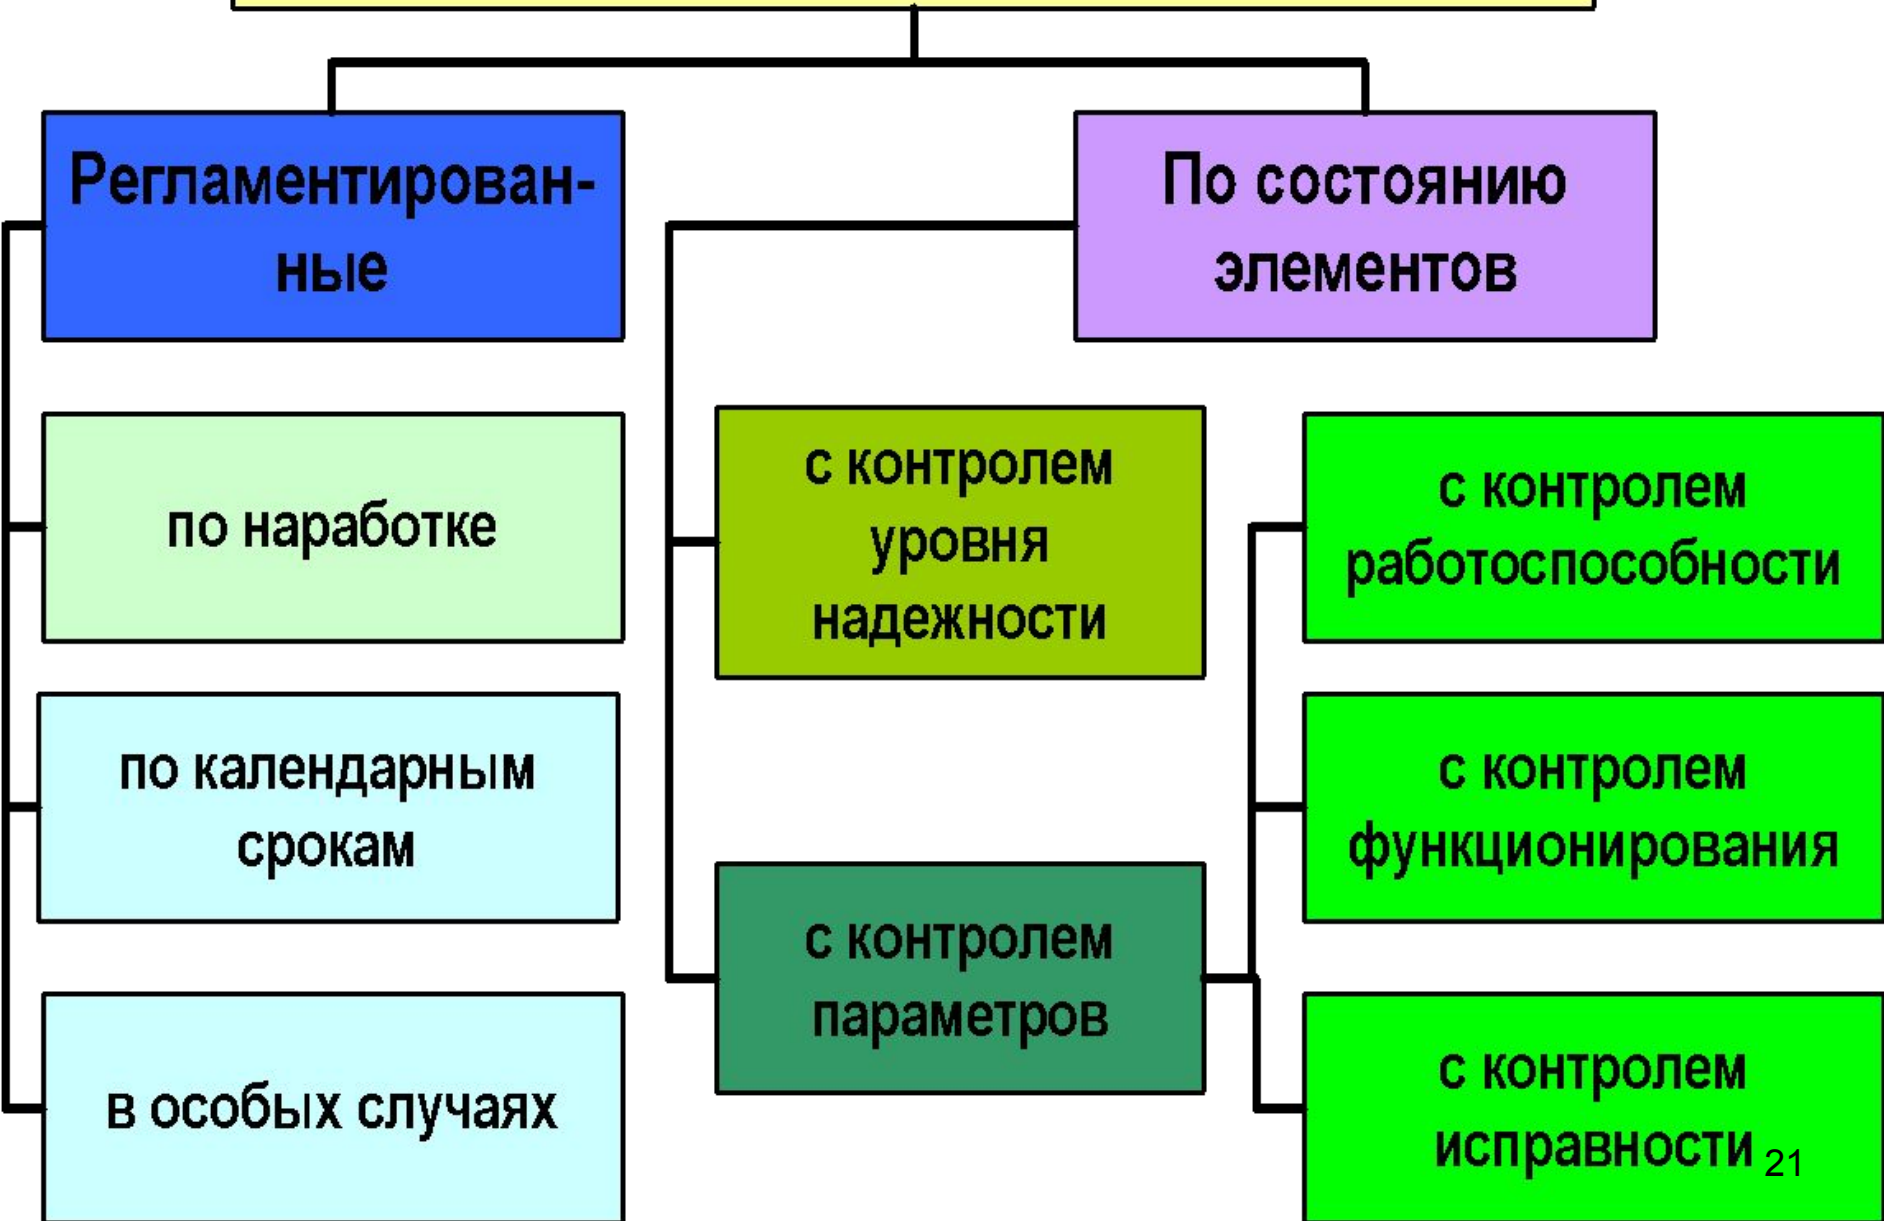 Регламентирован-
ные
По состоянию
элементов
по наработке
с контролем
уровня
надежности
с контролем
работоспособности
по календарным
срокам
с контролем
функционирования
с контролем
параметров
в особых случаях
с контролем
исправности
21